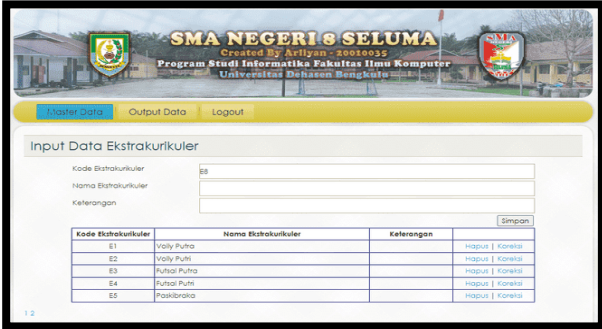 SMA NEGERI 8 SELUMA
Created By Arliyan - 20010035
Program Studi Informatika Fakultas Ilmu Komputer
Universitas Dehasen Bengkulu
Master Data Output Data Logout
Input Data Ekstrakurikuler
Kode Ekstrakurikuler E8
Nama Ekstrakurikuler
Keterangan
Simpan
Kode Ekstrakurikuler Nama Ekstrakurikuler Keterangan
E1 Volly Putra Hapus | Koreksi
E2 Volly Putri Hapus | Koreksi
E3 Futsal Putra Hapus | Koreksi
E4 Futsal Putri Hapus | Koreksi
E5 Paskibraka Hapus | Koreksi
1 2